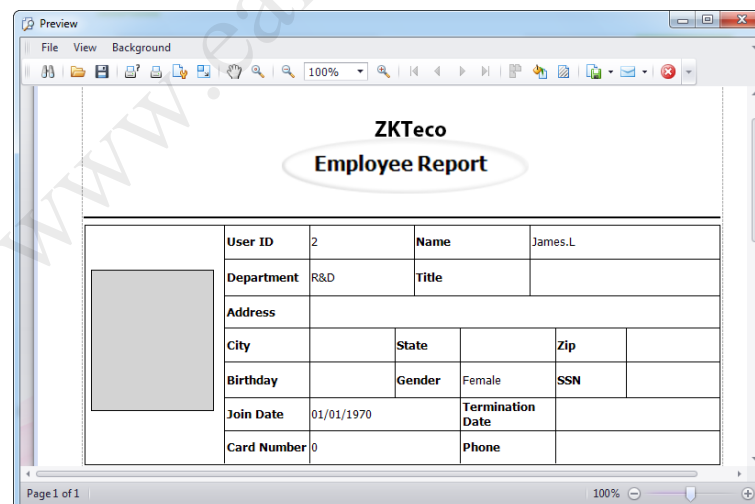 Preview
File View Background
100%
ZKTeco
Employee Report
User ID 2 Name James.L
Department R&D Title
Address
City State Zip
Birthday Gender Female SSN
Join Date 01/01/1970 Termination Date
Card Number 0 Phone
Page 1 of 1 100%